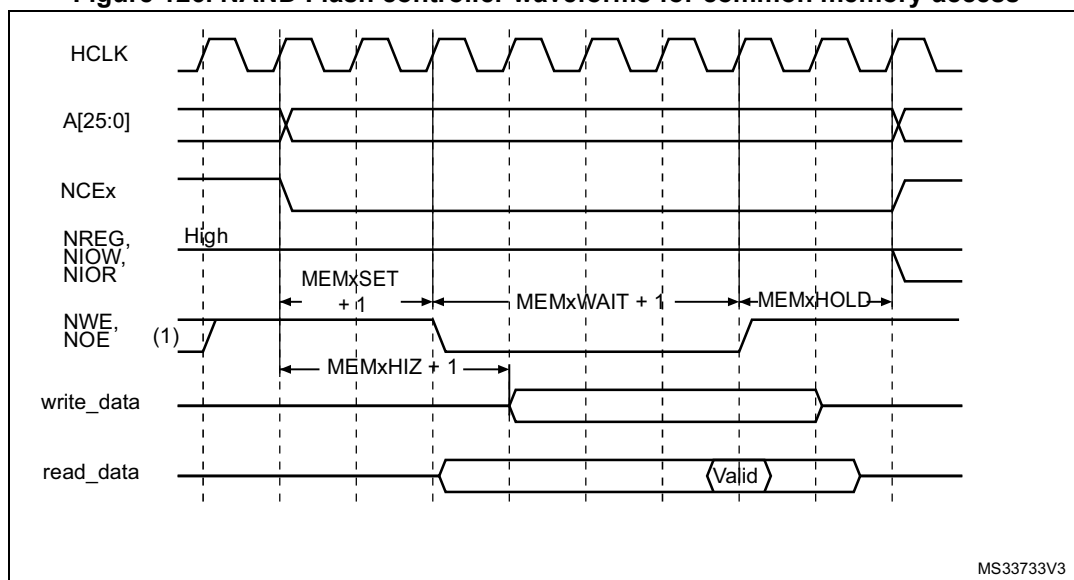 Figure 126. NAND Flash controller waveforms for common memory access
HCLK
A[25:0]
NCEx
NREG,
NIOW,
NIOR
High
MEMxSET
+ 1
MEMxWAIT + 1
MEMxHOLD
NWE,
NOE
(1)
MEMxHIZ + 1
write_data
read_data
Valid
MS33733V3